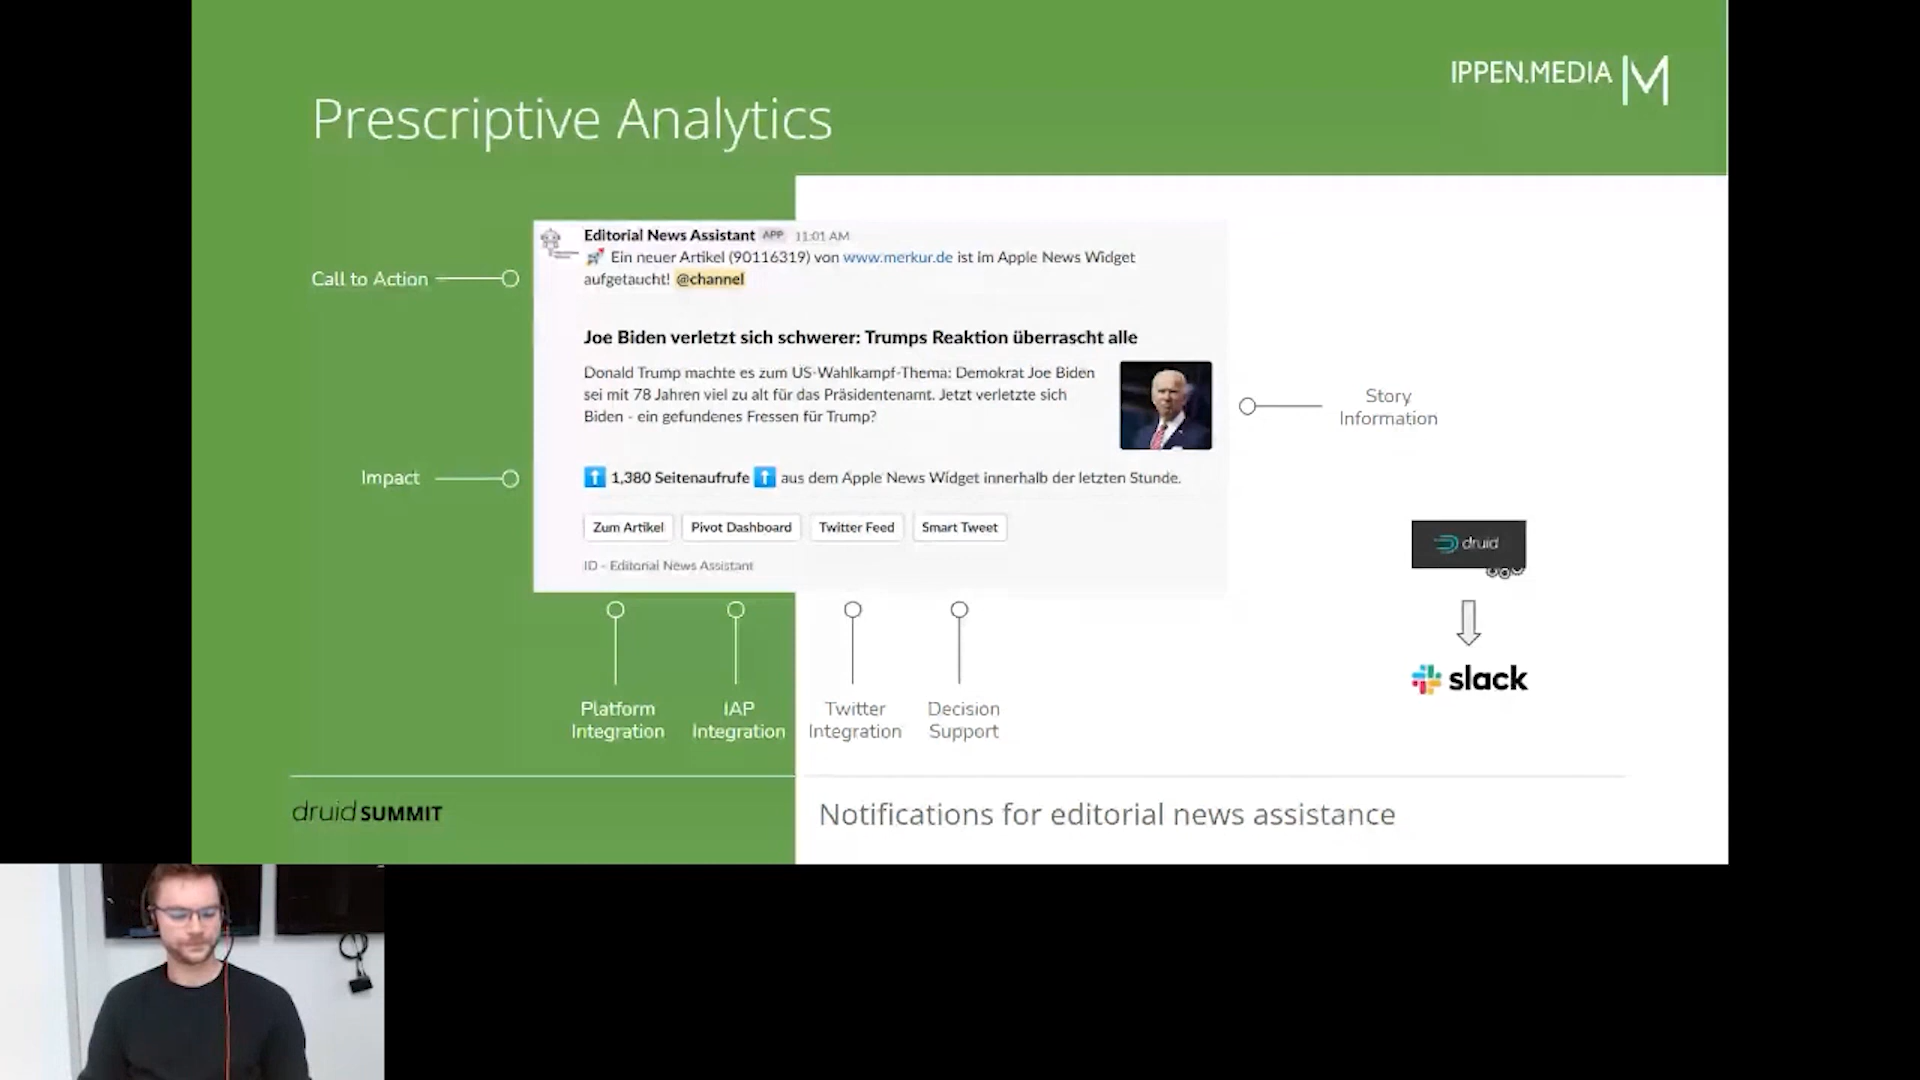 IPPEN.MEDIA
Prescriptive Analytics
Editorial News Assistant APP 11:01 AM
Ein neuer Artikel (90116319) von www.merkur.de ist im Apple News Widget
aufgetaucht! @channel
Call to Action
Joe Biden verletzt sich schwerer: Trumps Reaktion überrascht alle
Donald Trump machte es zum US-Wahlkampf-Thema: Demokrat Joe Biden
sei mit 78 Jahren viel zu alt für das Präsidentenamt. Jetzt verletzte sich
Biden - ein gefundenes Fressen für Trump?
Story
Information
Impact
1,380 Seitenaufrufe aus dem Apple News Widget innerhalb der letzten Stunde.
Zum Artikel Pivot Dashboard Twitter Feed Smart Tweet
ID - Editorial News Assistant
druid
slack
Platform
Integration
IAP
Integration
Twitter
Integration
Decision
Support
druid SUMMIT
Notifications for editorial news assistance